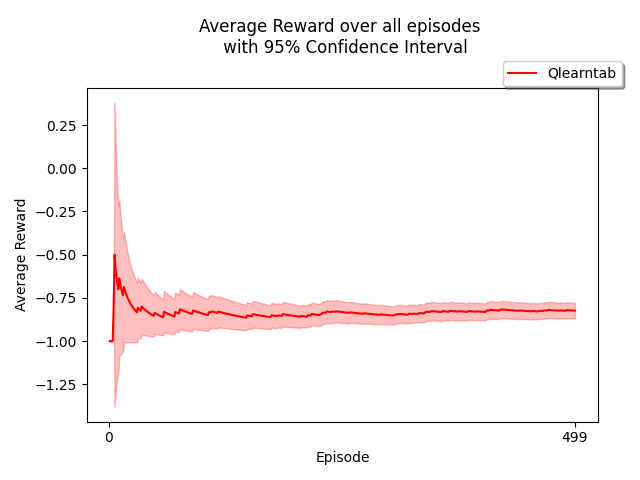 Average Reward over all episodes
with 95% Confidence Interval
Qlearntab
Average Reward
0.25
0.00
−0.25
−0.50
−0.75
−1.00
−1.25
0
499
Episode